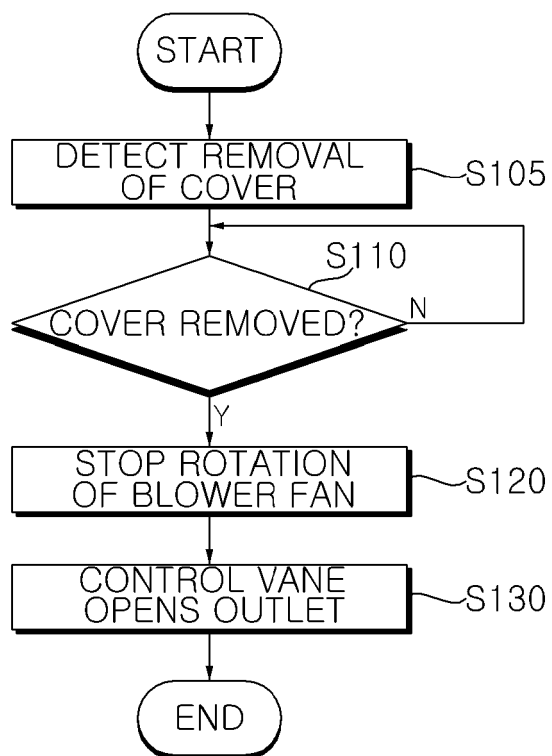 START
DETECT REMOVAL
OF COVER
S105
S110
COVER REMOVED?
N
Y
STOP ROTATION
OF BLOWER FAN
S120
CONTROL VANE
OPENS OUTLET
S130
END